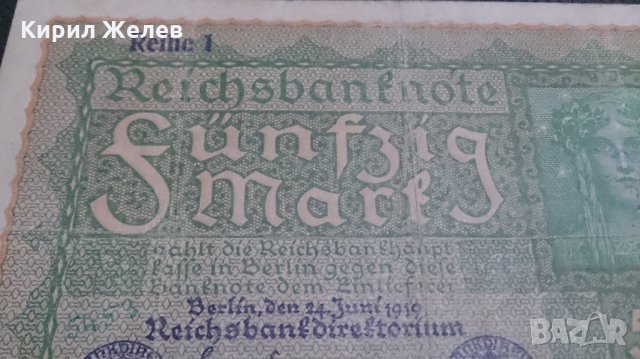 Кирил Желев
Reihe 1
Reichsbanknote
Fünfzig
Mark
zahlt die Reichsbankhaupt
kasse in Berlin gegen diese
Banknote dem Einlieferer
Berlin, den 24. Juni 1919
Reichsbankdirektorium
BAZAR